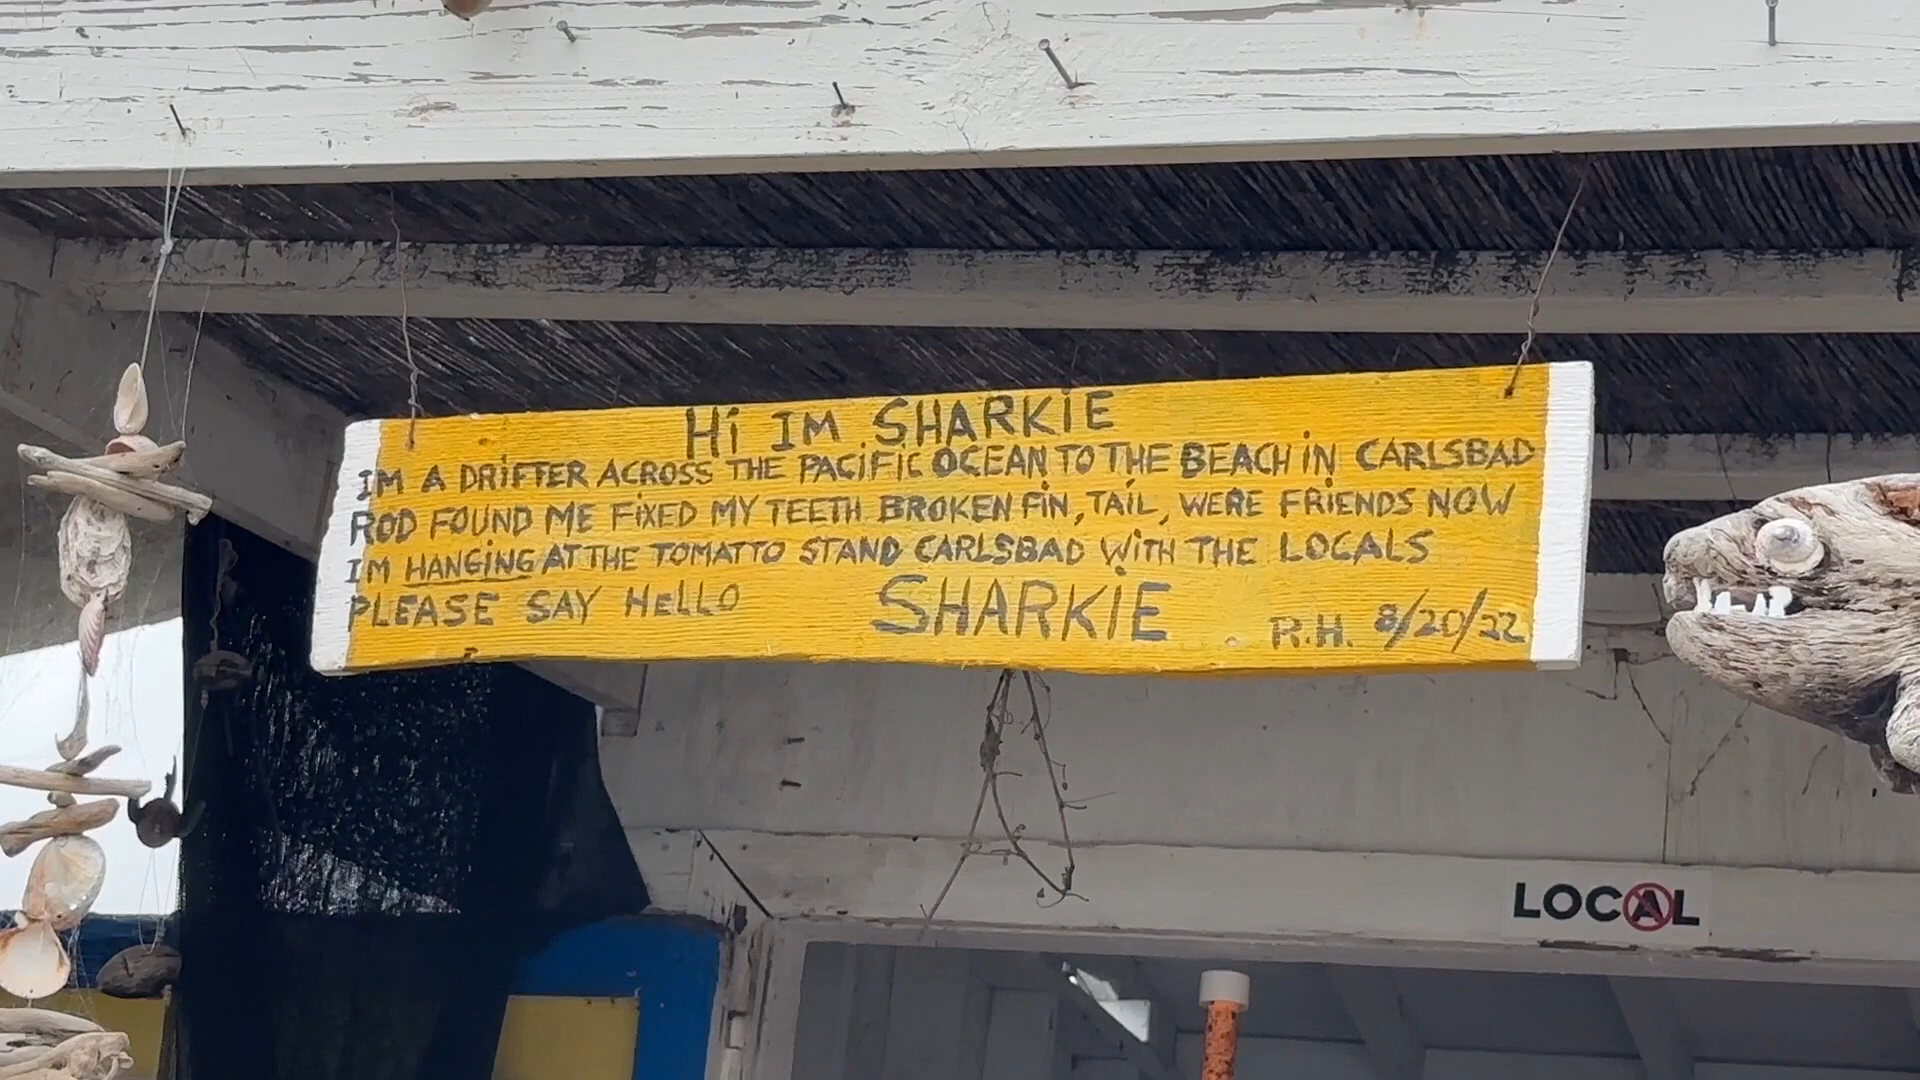 Hi IM SHARKiE
IM A DRiFTER ACROSS THE PACiFiC OCEAN TO THE BEACH iN CARLSBAD
ROD FOUND ME FiXED MY TEETH BROKEN FiN, TAiL, WERE FRiENDS NOW
IM HANGiNG AT THE TOMATTO STAND CARLSBAD WiTH THE LOCALS
PLEASE SAY HELLO SHARKiE R.H. 8/20/22
LOCAL